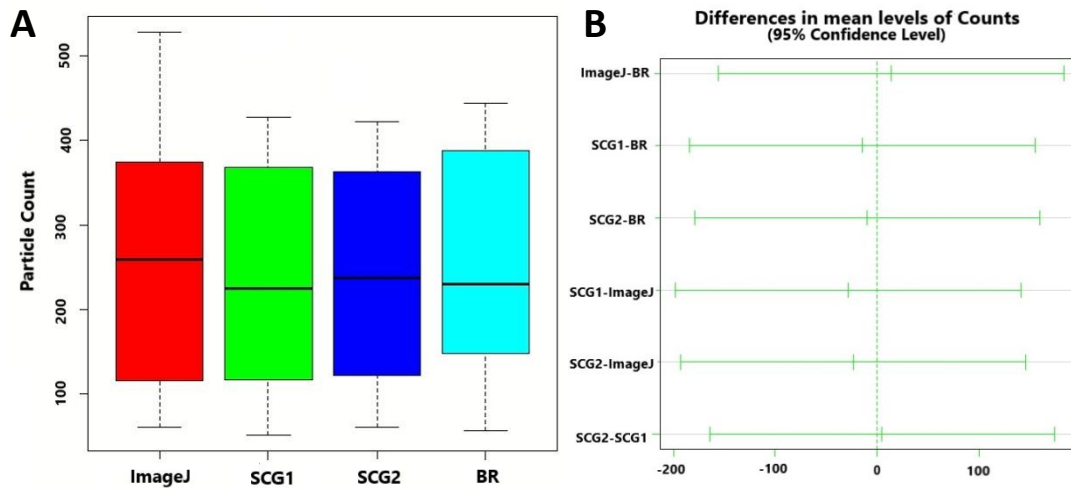 A
Particle Count
500
400
300
200
100
ImageJ
SCG1
SCG2
BR
B
Differences in mean levels of Counts
(95% Confidence Level)
ImageJ-BR
SCG1-BR
SCG2-BR
SCG1-ImageJ
SCG2-ImageJ
SCG2-SCG1
-200
-100
0
100